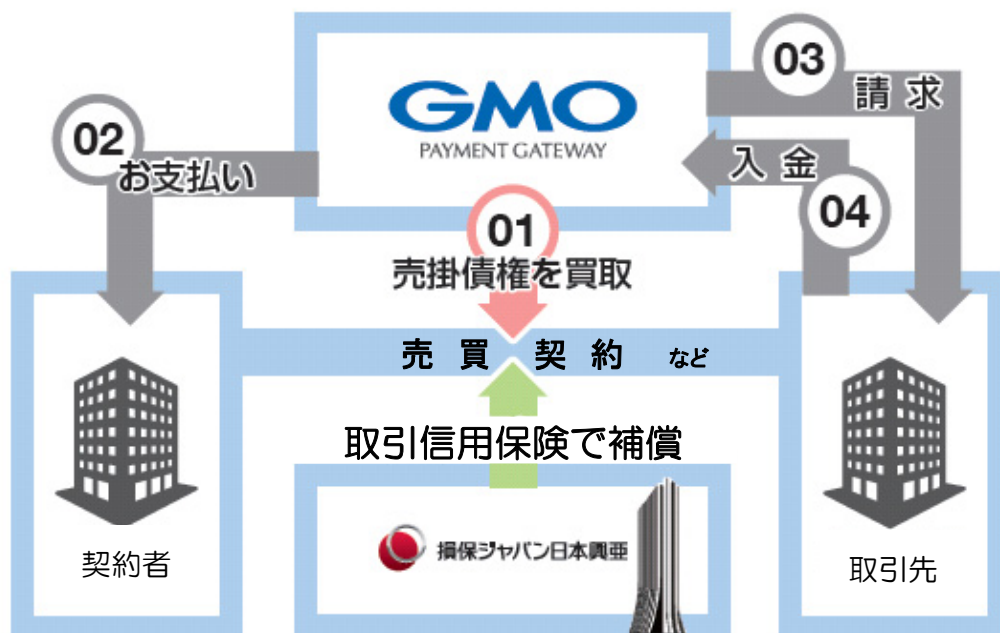 GMO
PAYMENT GATEWAY
03
請求
入金
04
02
お支払い
01
売掛債権を買取
売買契約 など
取引信用保険で補償
損保ジャパン日本興亜
契約者
取引先